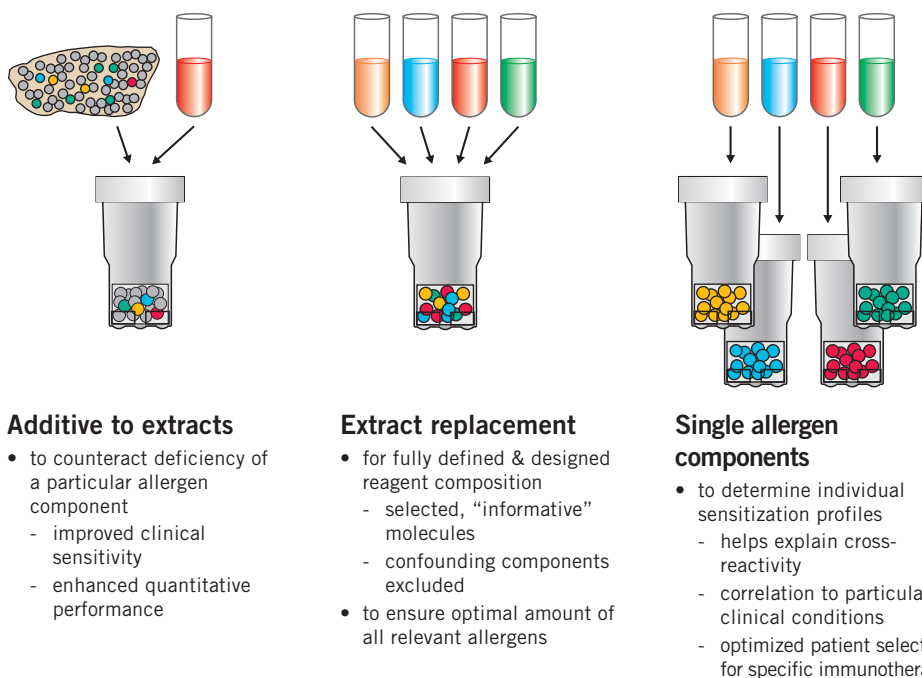 Additive to extracts
• to counteract deficiency of
a particular allergen
component
- improved clinical
sensitivity
- enhanced quantitative
performance
Extract replacement
• for fully defined & designed
reagent composition
- selected, “informative”
molecules
- confounding components
excluded
• to ensure optimal amount of
all relevant allergens
Single allergen
components
• to determine individual
sensitization profiles
- helps explain cross-
reactivity
- correlation to particula
clinical conditions
- optimized patient select
for specific immunothera